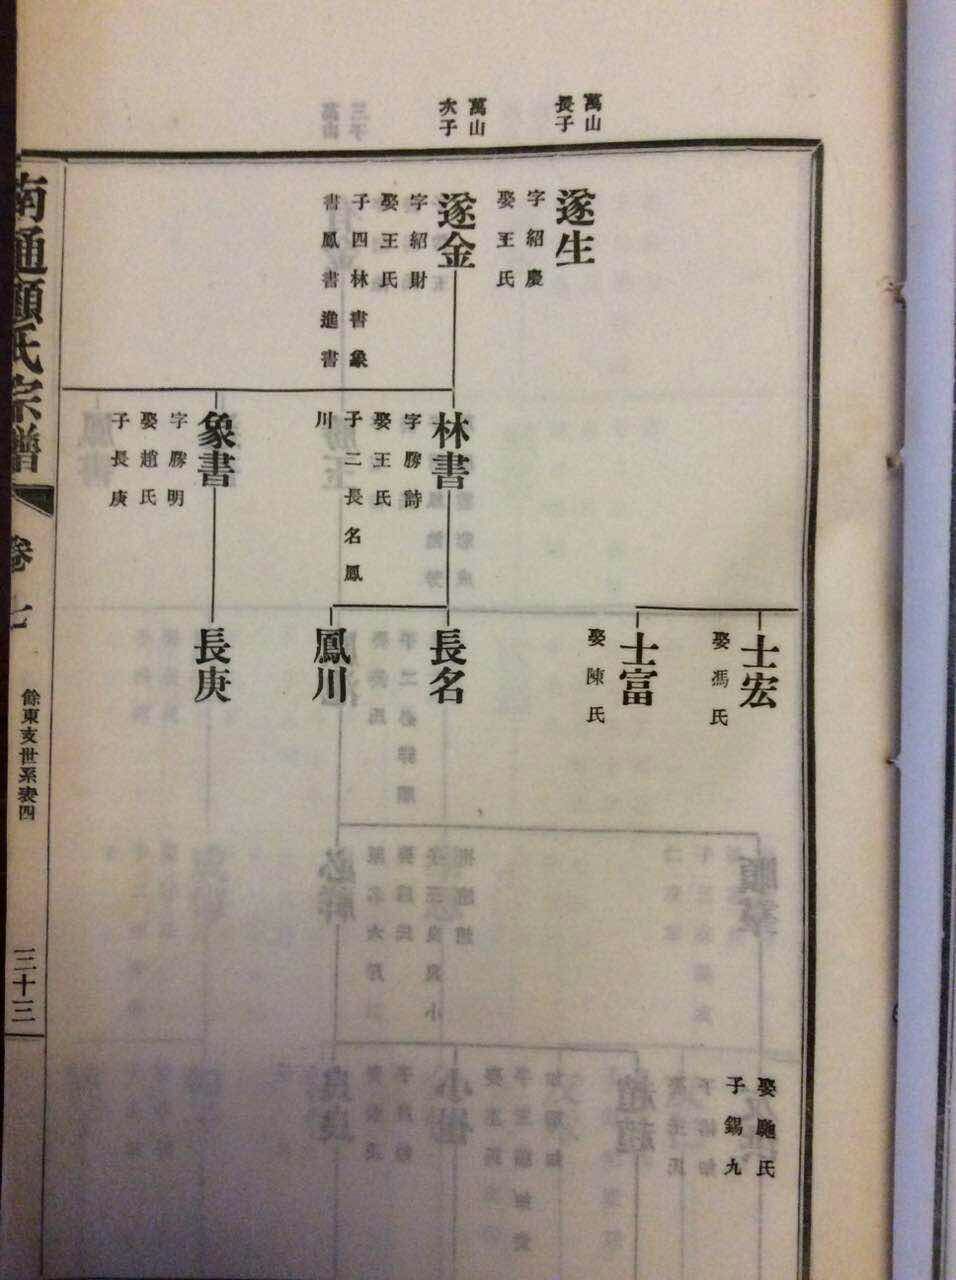 萬山
長子
萬山
次子
遂生
字紹慶
娶王氏
遂金
字紹財
娶王氏
子四林書象
書鳳書進書
林書
字勝詩
娶王氏
子二長名鳳
川
象書
字勝明
娶趙氏
子長庚
士宏
娶馮氏
士富
娶陳氏
長名
鳳川
長庚
娶馳氏
子錫九
南通顧氏宗譜
卷七
餘東支世系表四
三十三